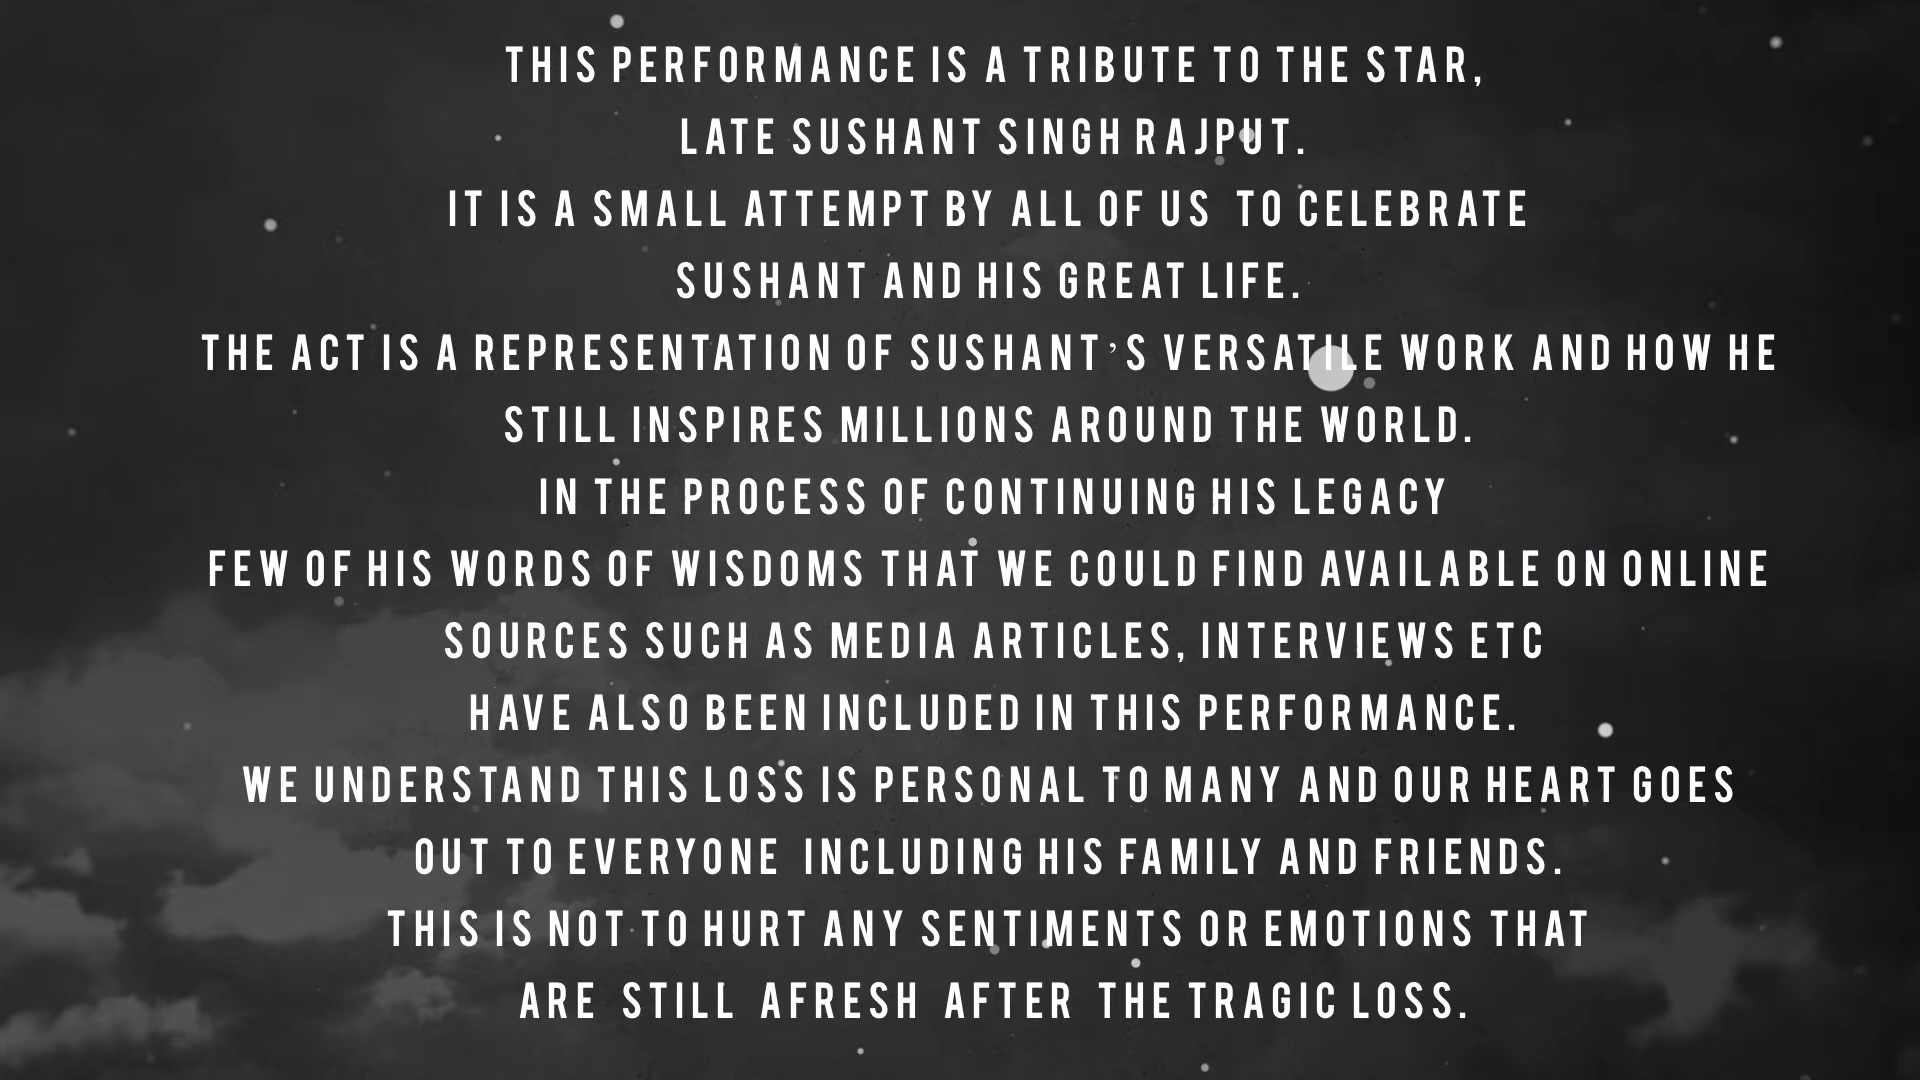 THIS PERFORMANCE IS A TRIBUTE TO THE STAR,
LATE SUSHANT SINGH RAJPUT.
IT IS A SMALL ATTEMPT BY ALL OF US TO CELEBRATE
SUSHANT AND HIS GREAT LIFE.
THE ACT IS A REPRESENTATION OF SUSHANT'S VERSATILE WORK AND HOW HE
STILL INSPIRES MILLIONS AROUND THE WORLD.
IN THE PROCESS OF CONTINUING HIS LEGACY
FEW OF HIS WORDS OF WISDOMS THAT WE COULD FIND AVAILABLE ON ONLINE
SOURCES SUCH AS MEDIA ARTICLES, INTERVIEWS ETC
HAVE ALSO BEEN INCLUDED IN THIS PERFORMANCE.
WE UNDERSTAND THIS LOSS IS PERSONAL TO MANY AND OUR HEART GOES
OUT TO EVERYONE INCLUDING HIS FAMILY AND FRIENDS.
THIS IS NOT TO HURT ANY SENTIMENTS OR EMOTIONS THAT
ARE STILL AFRESH AFTER THE TRAGIC LOSS.